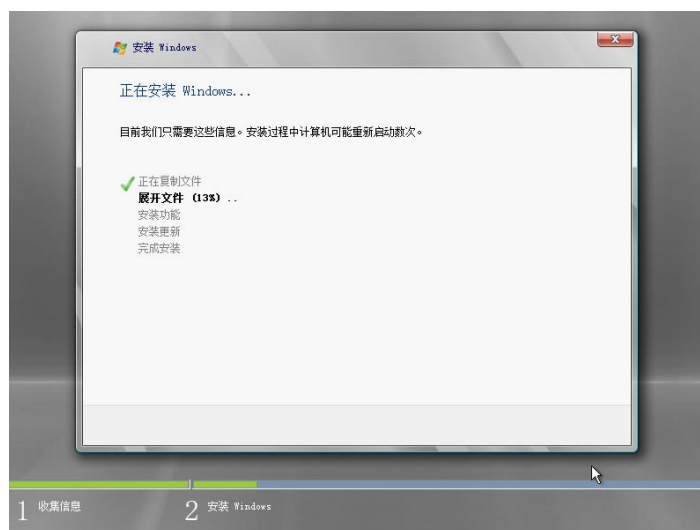 安装 Windows
正在安装 Windows...
目前我们只需要这些信息。安装过程中计算机可能重新启动数次。
正在复制文件
展开文件 (13%) ..
安装功能
安装更新
完成安装
1 收集信息
2 安装 Windows